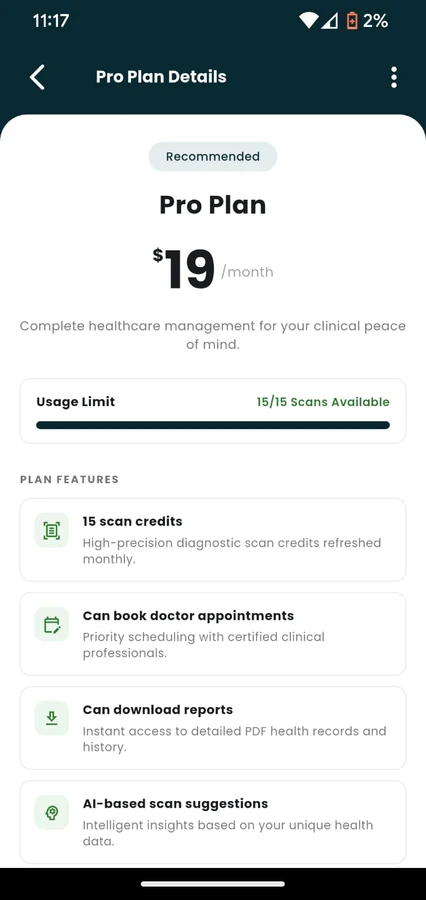 11:17
2%
Pro Plan Details
Recommended
Pro Plan
$19 /month
Complete healthcare management for your clinical peace
of mind.
Usage Limit
15/15 Scans Available
PLAN FEATURES
15 scan credits
High-precision diagnostic scan credits refreshed
monthly.
Can book doctor appointments
Priority scheduling with certified clinical
professionals.
Can download reports
Instant access to detailed PDF health records and
history.
AI-based scan suggestions
Intelligent insights based on your unique health
data.